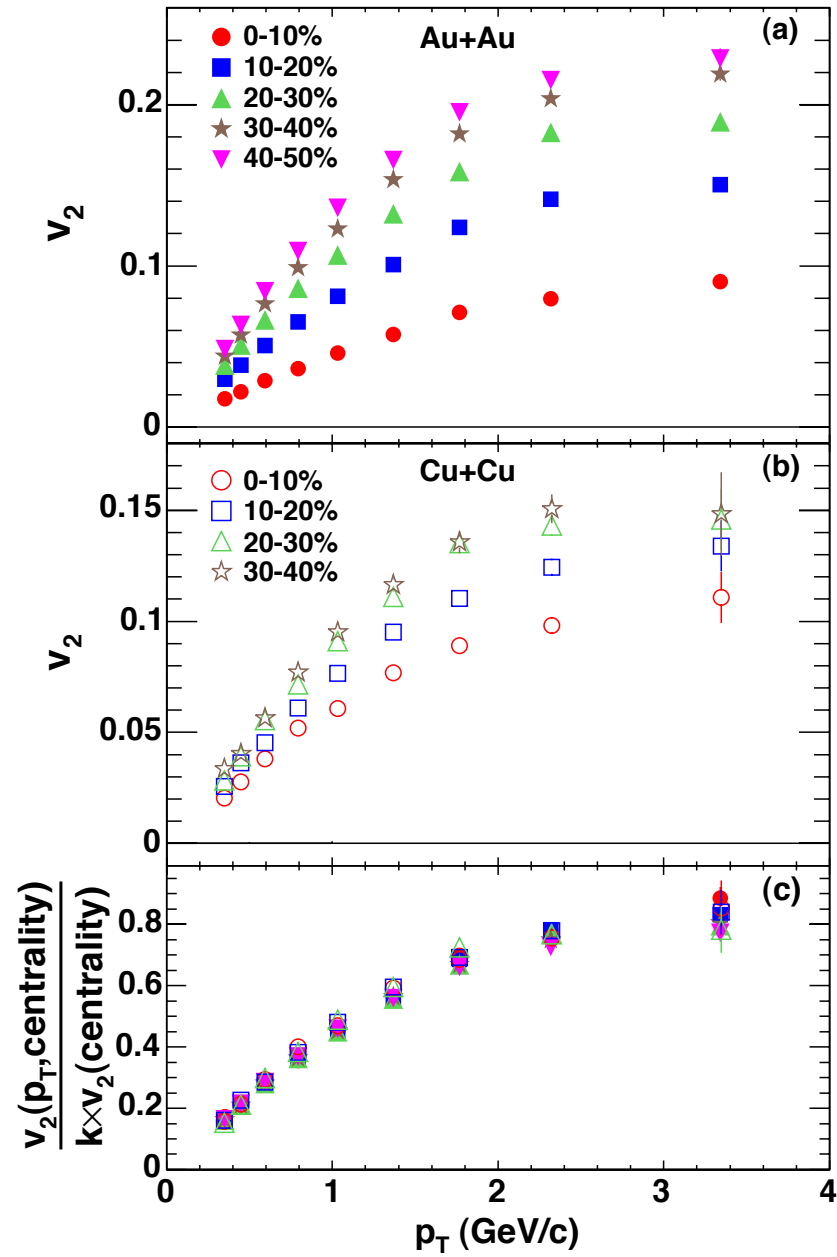 (a)
Au+Au
0-10%
10-20%
20-30%
30-40%
40-50%
0.2
0.1
0
v2
(b)
Cu+Cu
0-10%
10-20%
20-30%
30-40%
0.15
0.1
0.05
0
v2
(c)
0.8
0.6
0.4
0.2
0
v2(pT,centrality)
k×v2(centrality)
0 1 2 3 4
pT (GeV/c)